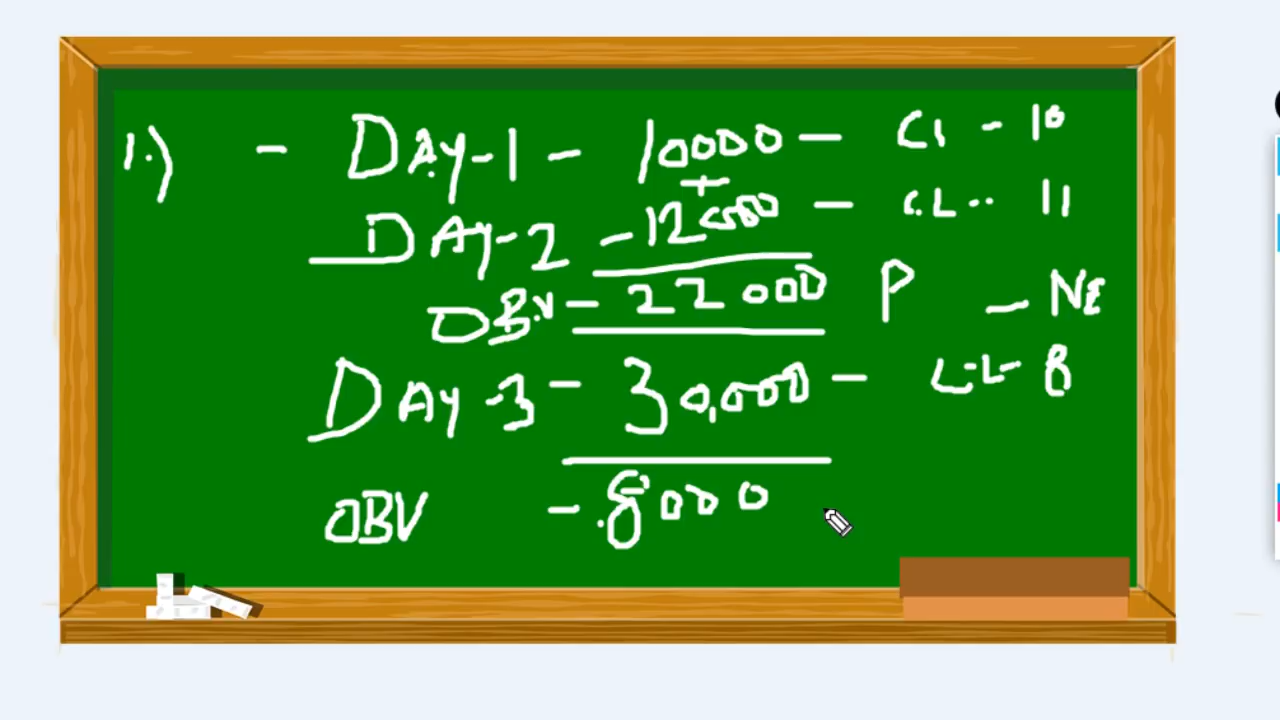 1.) - DAY-1 - 10000 - CL - 10
+
DAY-2 - 12000 - CL - 11
OBV - 22000 P - NE
DAY-3 - 30,000 - CL - 8
OBV - 8000